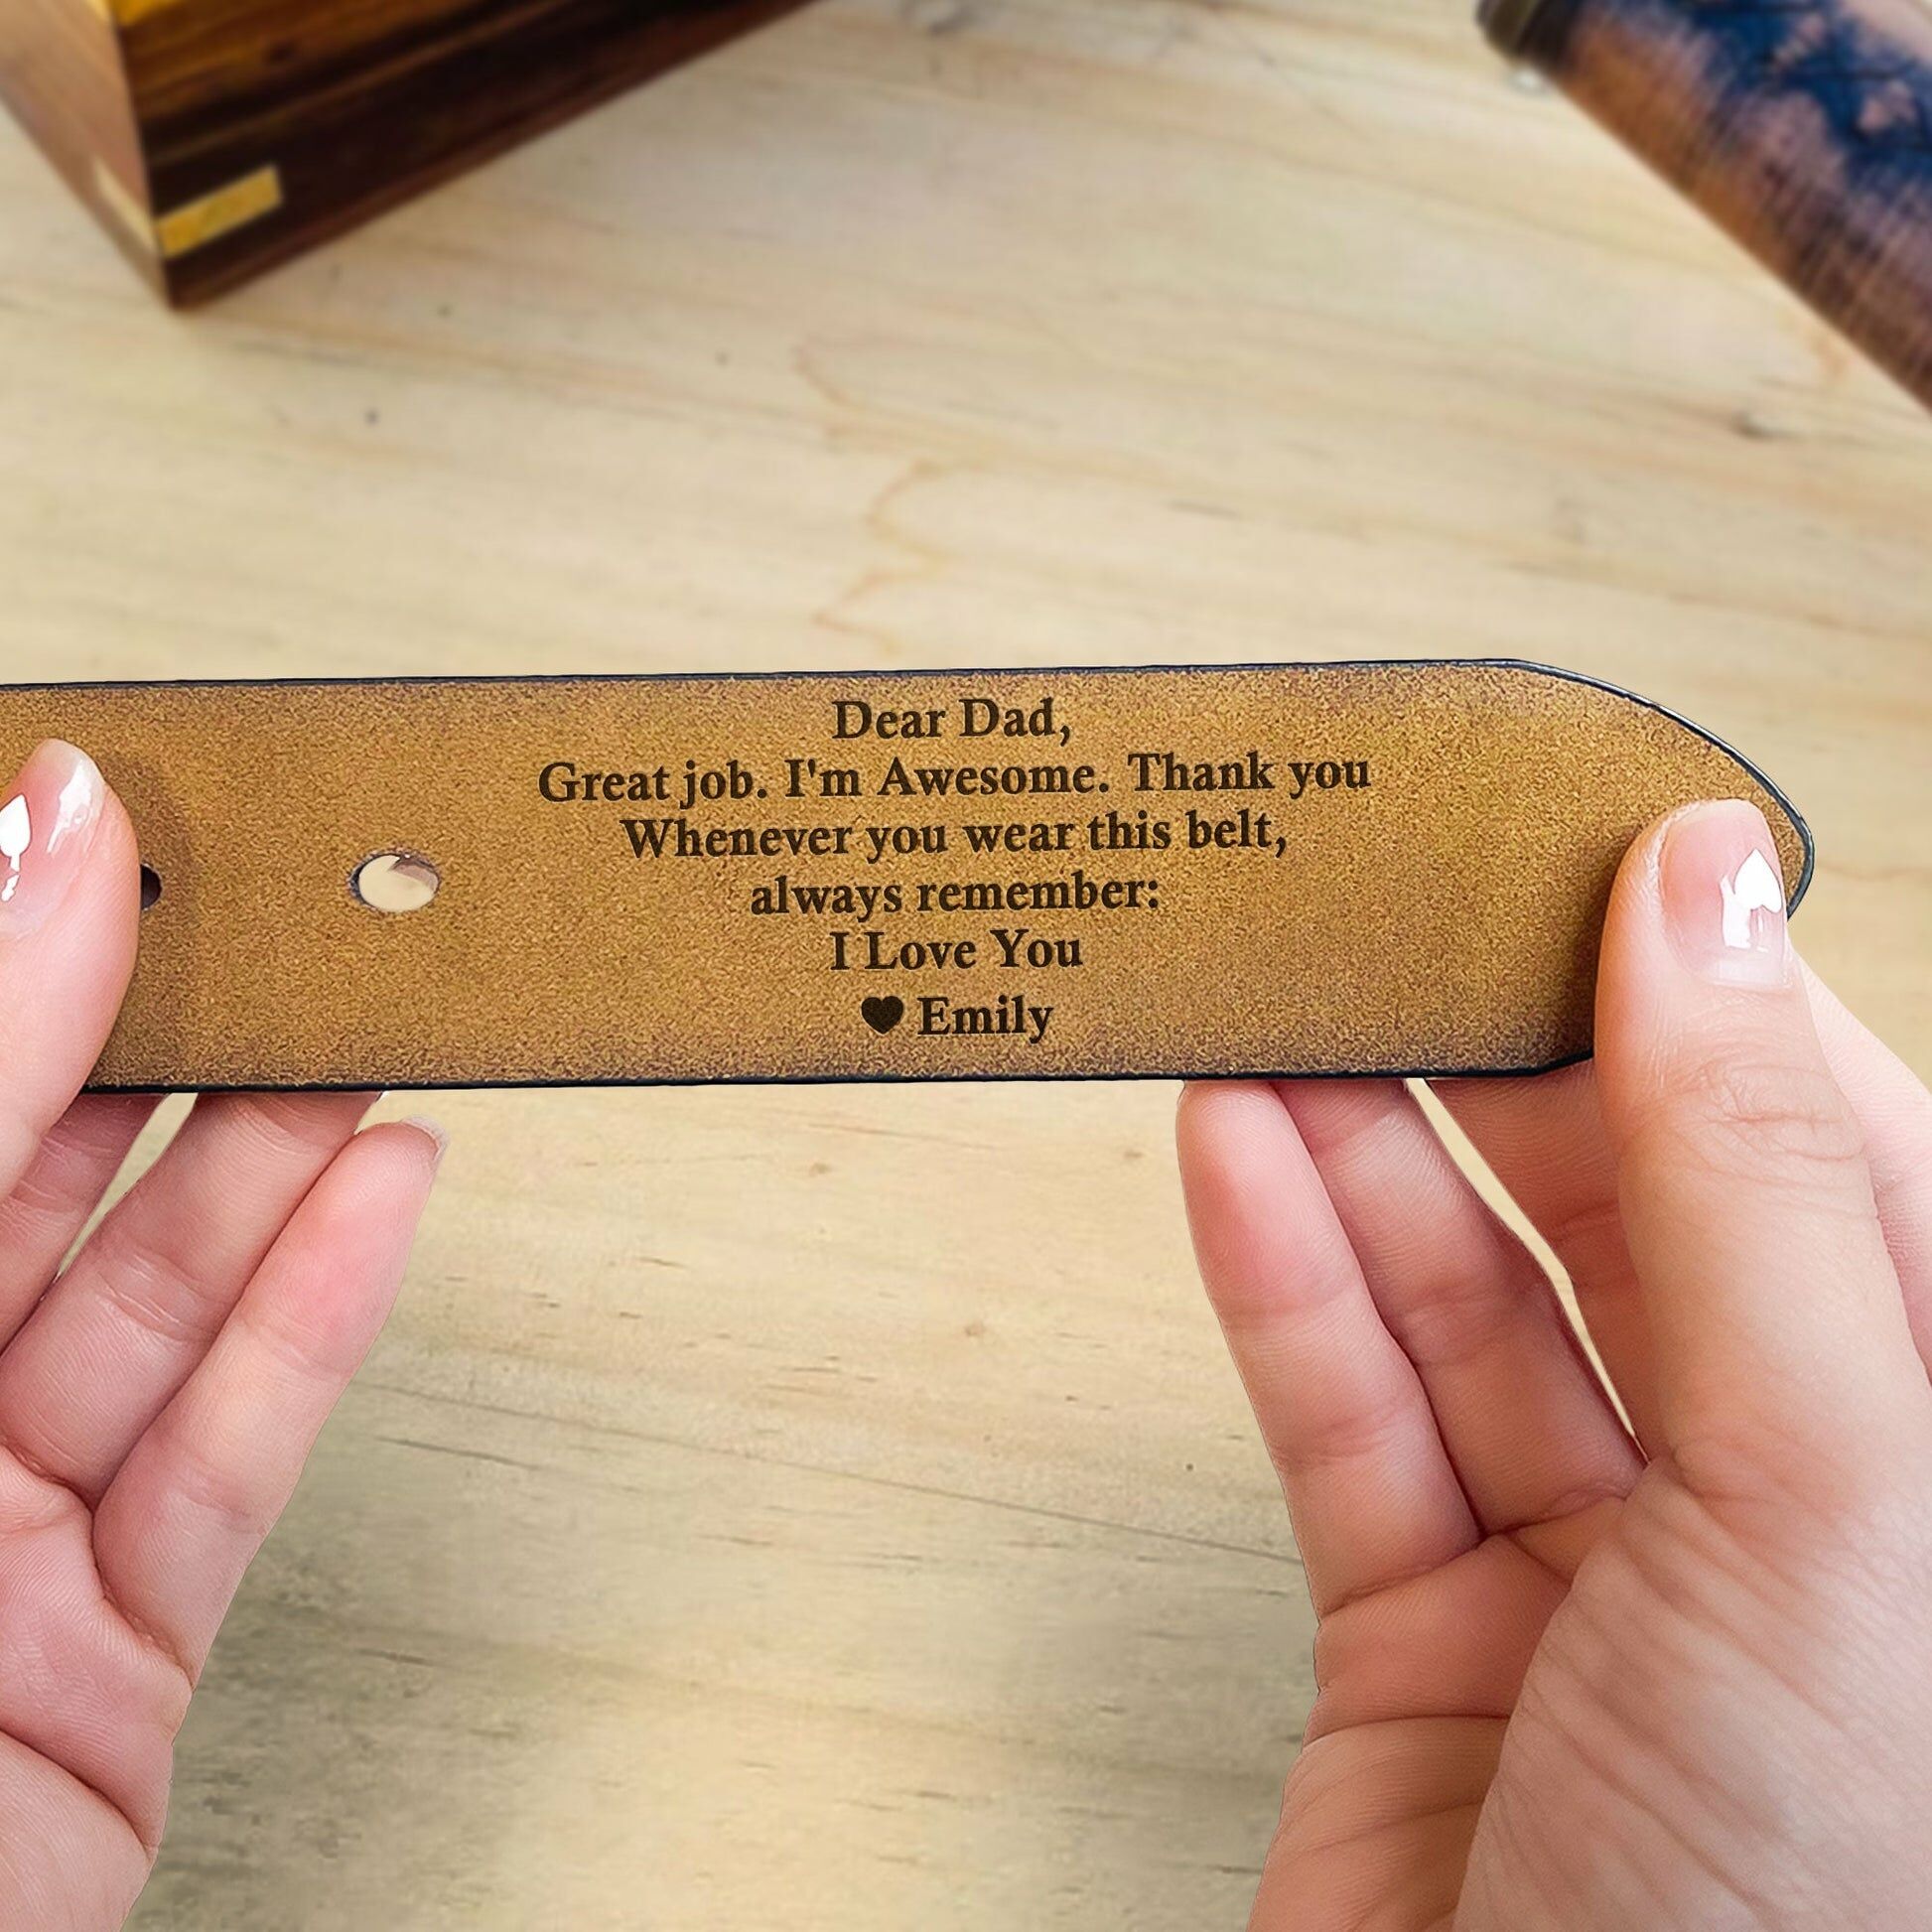 Dear Dad,
Great job. I'm Awesome. Thank you
Whenever you wear this belt,
always remember:
I Love You
♥ Emily